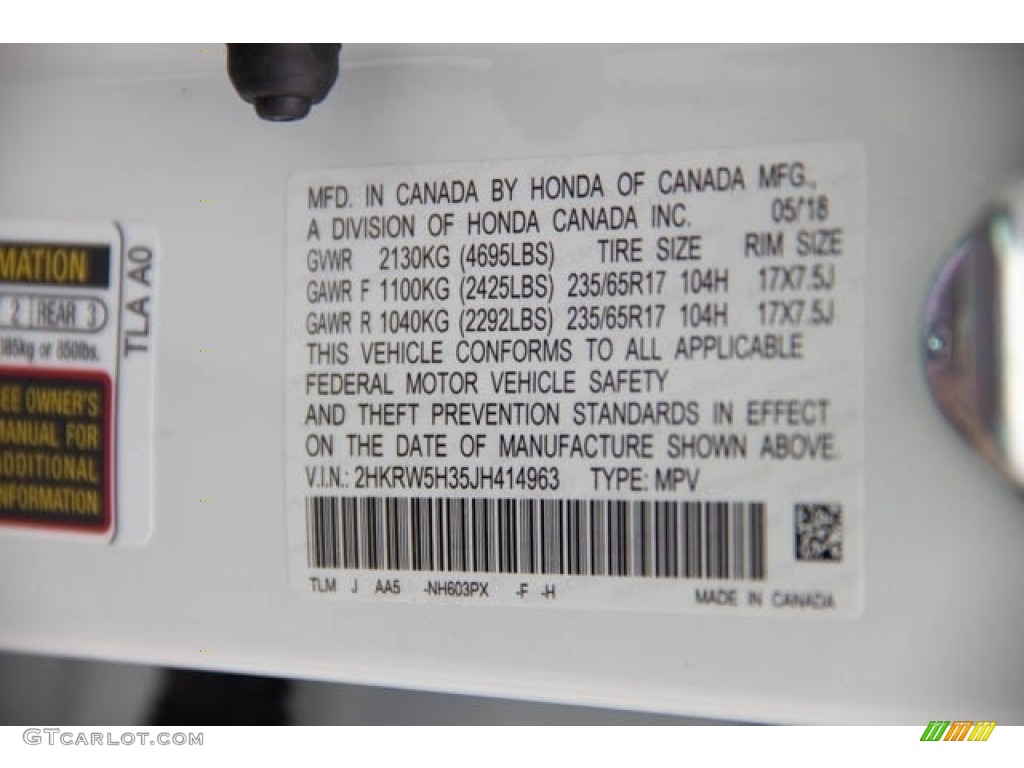 MFD. IN CANADA BY HONDA OF CANADA MFG.,
A DIVISION OF HONDA CANADA INC. 05/18
GVWR 2130KG (4695LBS) TIRE SIZE RIM SIZE
GAWR F 1100KG (2425LBS) 235/65R17 104H 17X7.5J
GAWR R 1040KG (2292LBS) 235/65R17 104H 17X7.5J
THIS VEHICLE CONFORMS TO ALL APPLICABLE
FEDERAL MOTOR VEHICLE SAFETY
AND THEFT PREVENTION STANDARDS IN EFFECT
ON THE DATE OF MANUFACTURE SHOWN ABOVE.
V.I.N.: 2HKRW5H35JH414963 TYPE: MPV
TLM J AA5 -NH603PX -F -H MADE IN CANADA
MATION
2 REAR 3
385kg or 850lbs.
EE OWNER'S
MANUAL FOR
ADDITIONAL
NFORMATION
TLA A0
GTCARLOT.COM